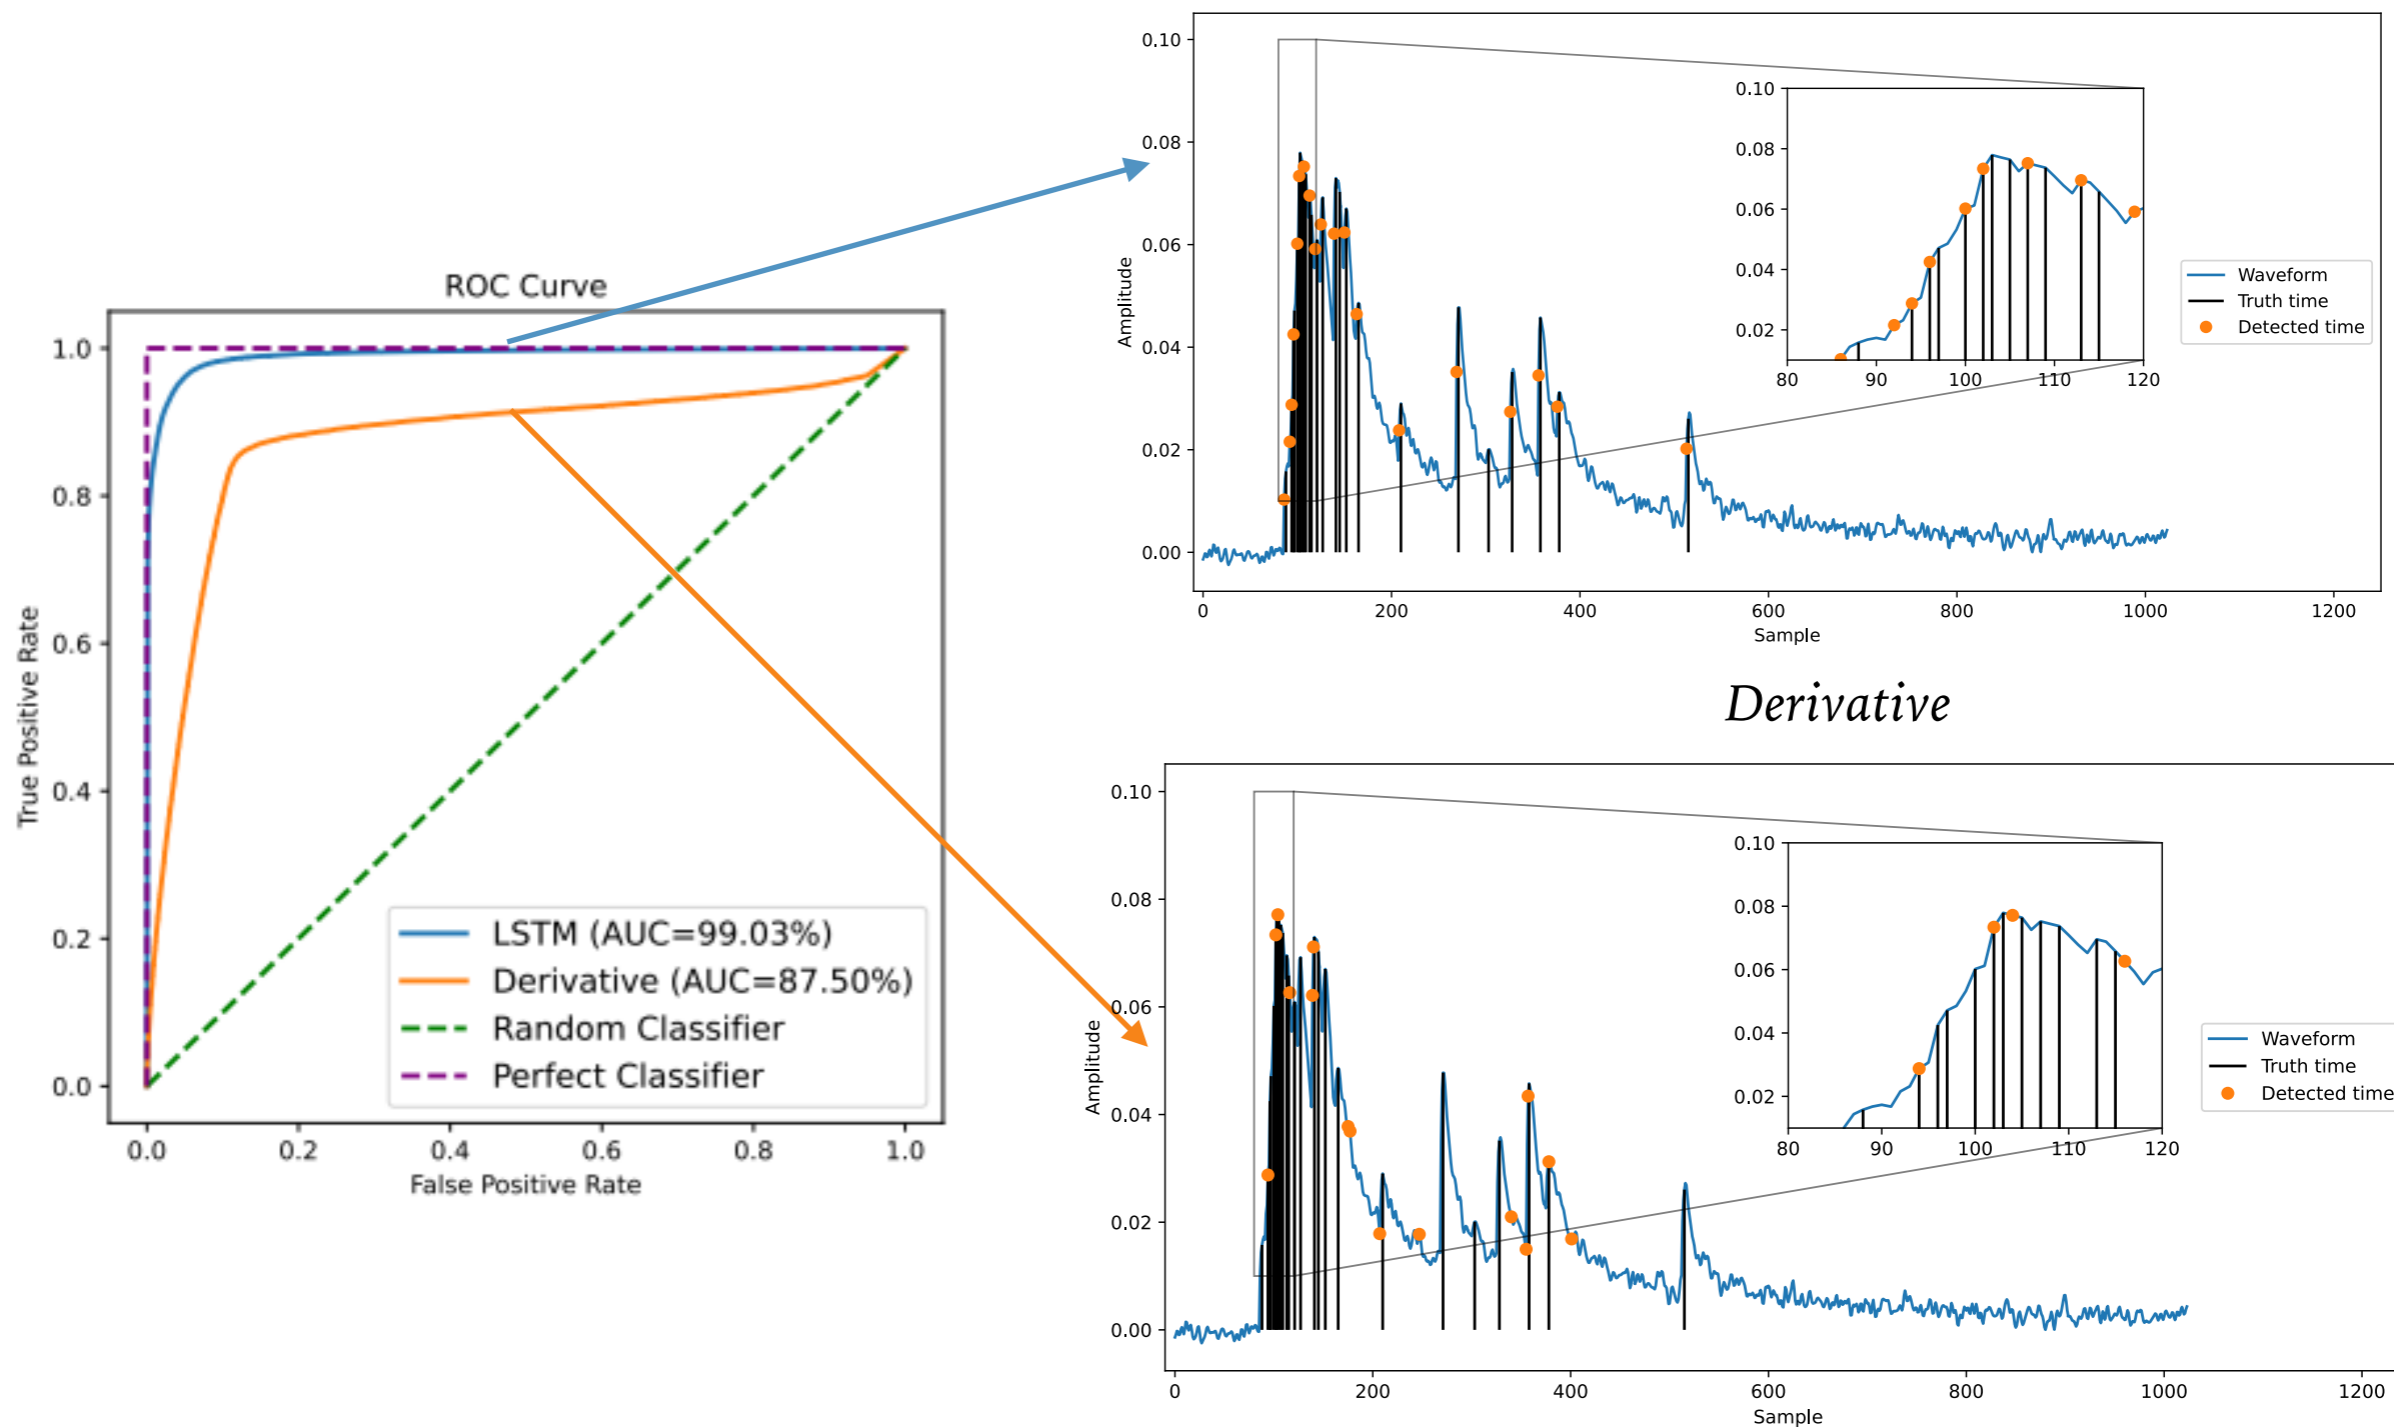 ROC Curve
True Positive Rate
1.0
0.8
0.6
0.4
0.2
0.0
LSTM (AUC=99.03%)
Derivative (AUC=87.50%)
Random Classifier
Perfect Classifier
0.0 0.2 0.4 0.6 0.8 1.0
False Positive Rate
Amplitude
0.10
0.08
0.06
0.04
0.02
0.00
0.10
0.08
0.06
0.04
0.02
80 90 100 110 120
Waveform
Truth time
Detected time
0 200 400 600 800 1000 1200
Sample
Derivative
Amplitude
0.10
0.08
0.06
0.04
0.02
0.00
0.10
0.08
0.06
0.04
0.02
80 90 100 110 120
Waveform
Truth time
Detected time
0 200 400 600 800 1000 1200
Sample